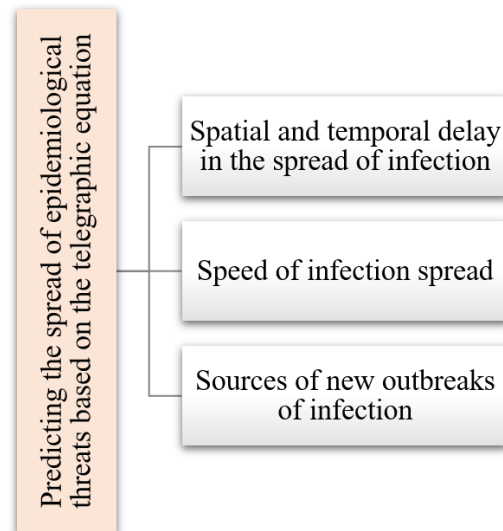 Predicting the spread of epidemiological
threats based on the telegraphic equation
Spatial and temporal delay
in the spread of infection
Speed of infection spread
Sources of new outbreaks
of infection